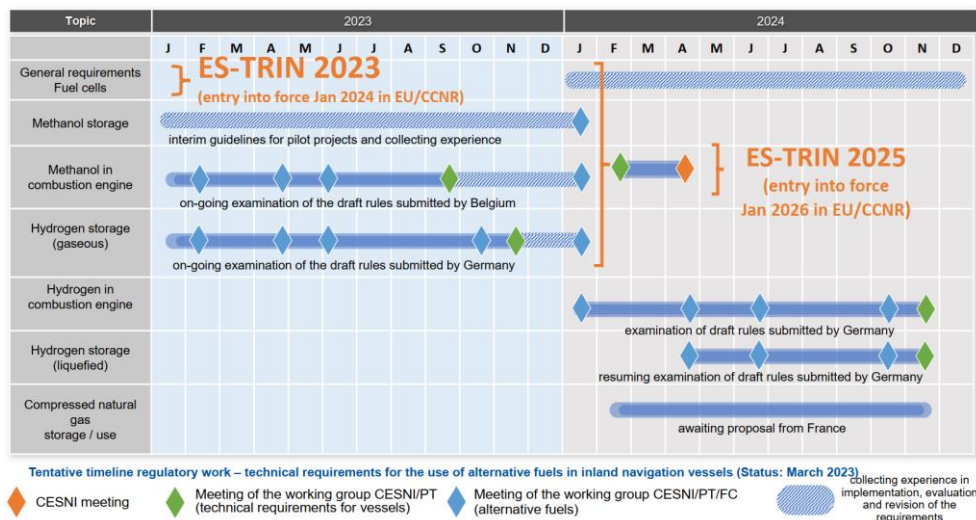 Topic 2023 2024
J F M A M J J A S O N D J F M A M J J A S O N D
General requirements
Fuel cells
ES-TRIN 2023
(entry into force Jan 2024 in EU/CCNR)
Methanol storage
interim guidelines for pilot projects and collecting experience
Methanol in
combustion engine
on-going examination of the draft rules submitted by Belgium
ES-TRIN 2025
(entry into force
Jan 2026 in EU/CCNR)
Hydrogen storage
(gaseous)
on-going examination of the draft rules submitted by Germany
Hydrogen in
combustion engine
examination of draft rules submitted by Germany
Hydrogen storage
(liquefied)
resuming examination of draft rules submitted by Germany
Compressed natural
gas
storage / use
awaiting proposal from France
Tentative timeline regulatory work – technical requirements for the use of alternative fuels in inland navigation vessels (Status: March 2023)
CESNI meeting
Meeting of the working group CESNI/PT
(technical requirements for vessels)
Meeting of the working group CESNI/PT/FC
(alternative fuels)
collecting experience in
implementation, evaluation
and revision of the
requirements